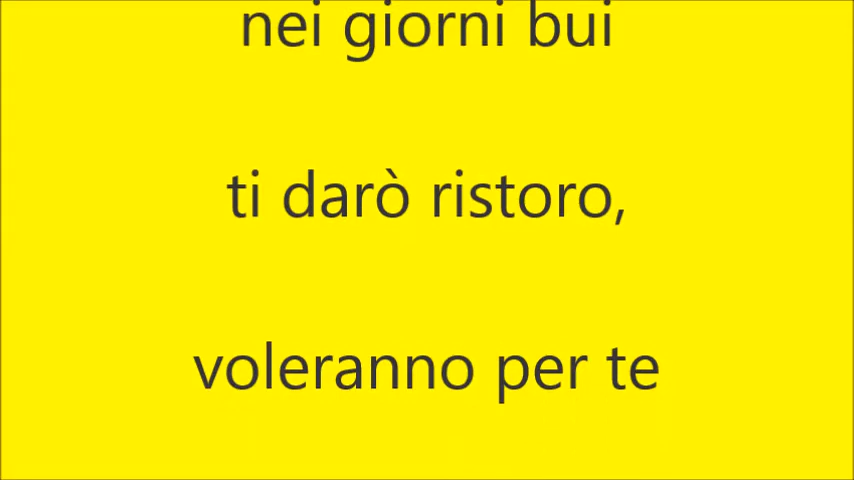 nei giorni bui
ti darò ristoro,
voleranno per te